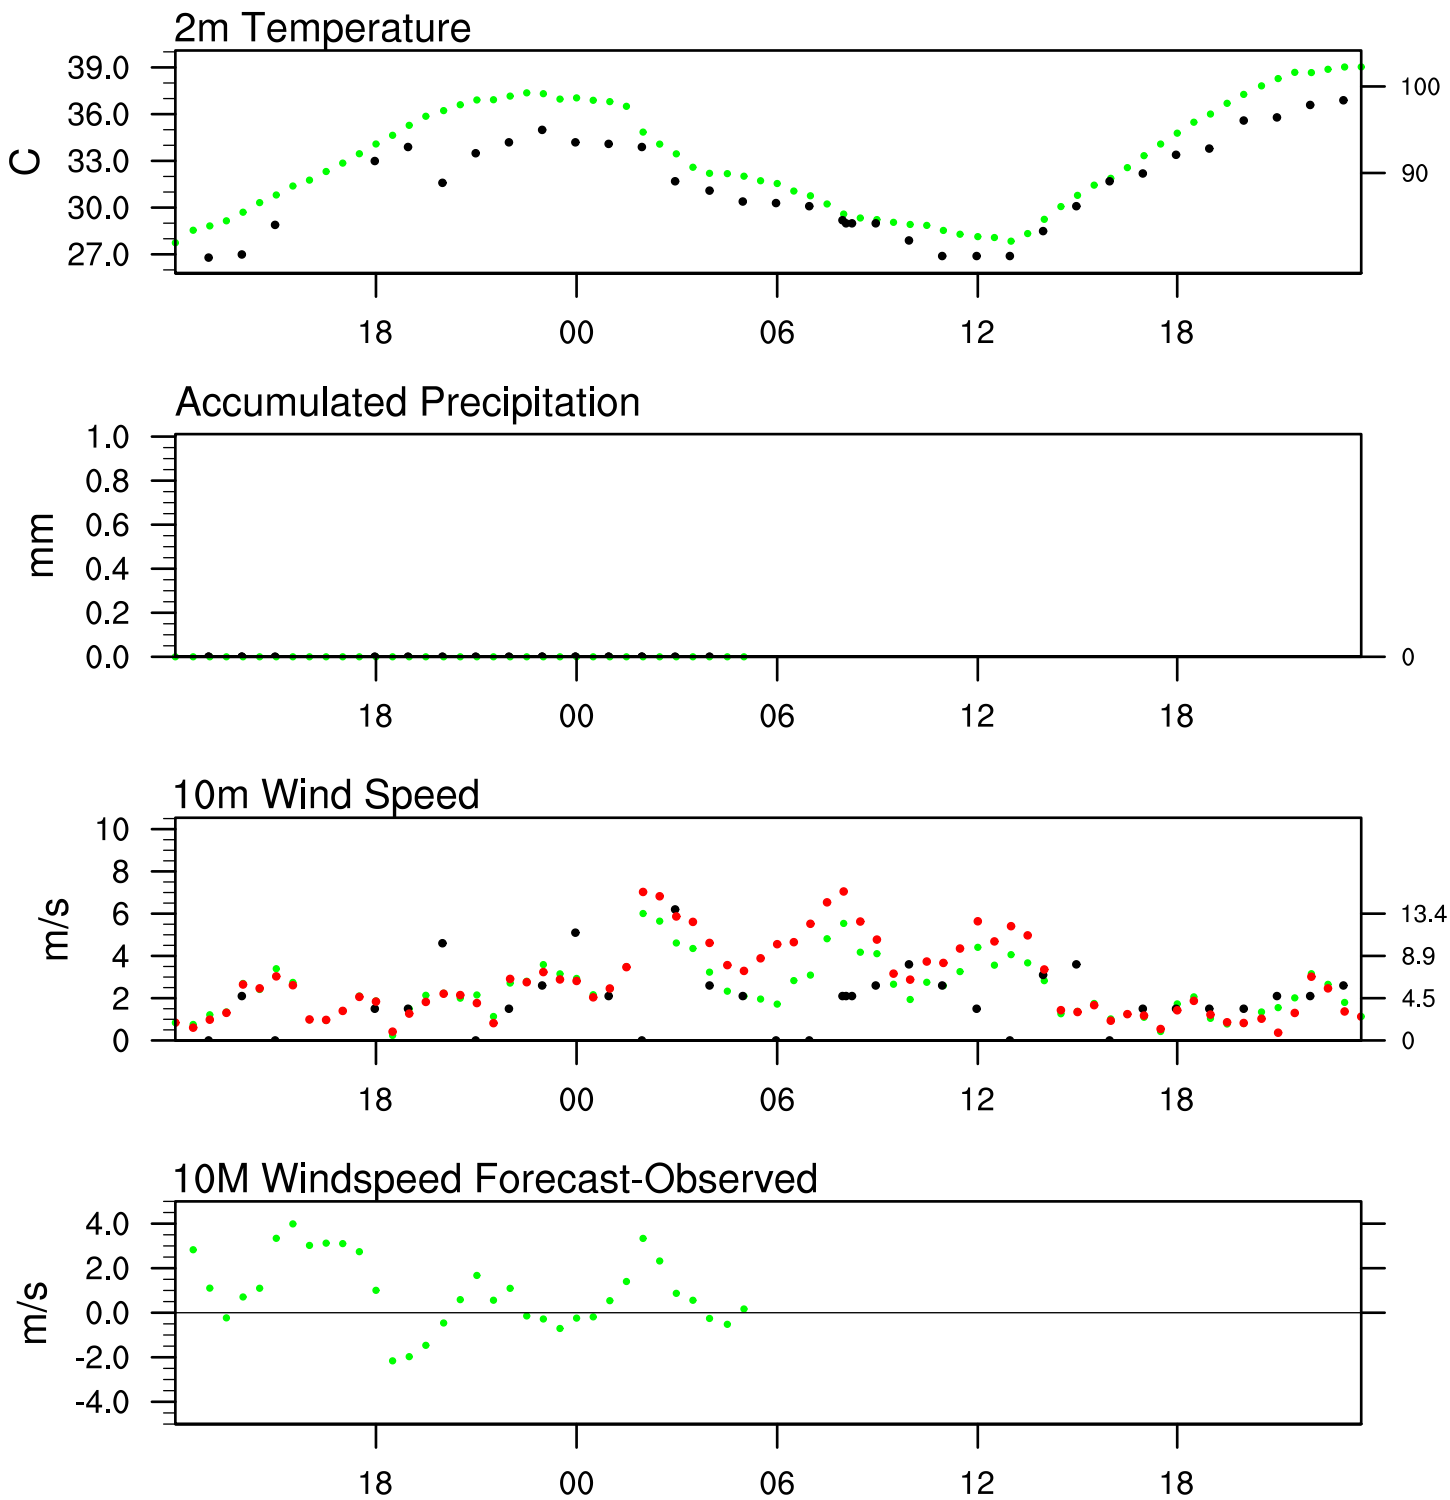 2m Temperature
39.0
36.0
33.0
30.0
27.0
C
100
90
18 00 06 12 18
Accumulated Precipitation
1.0
0.8
0.6
0.4
0.2
0.0
mm
0
18 00 06 12 18
10m Wind Speed
10
8
6
4
2
0
m/s
13.4
8.9
4.5
0
18 00 06 12 18
10M Windspeed Forecast-Observed
4.0
2.0
0.0
-2.0
-4.0
m/s
18 00 06 12 18